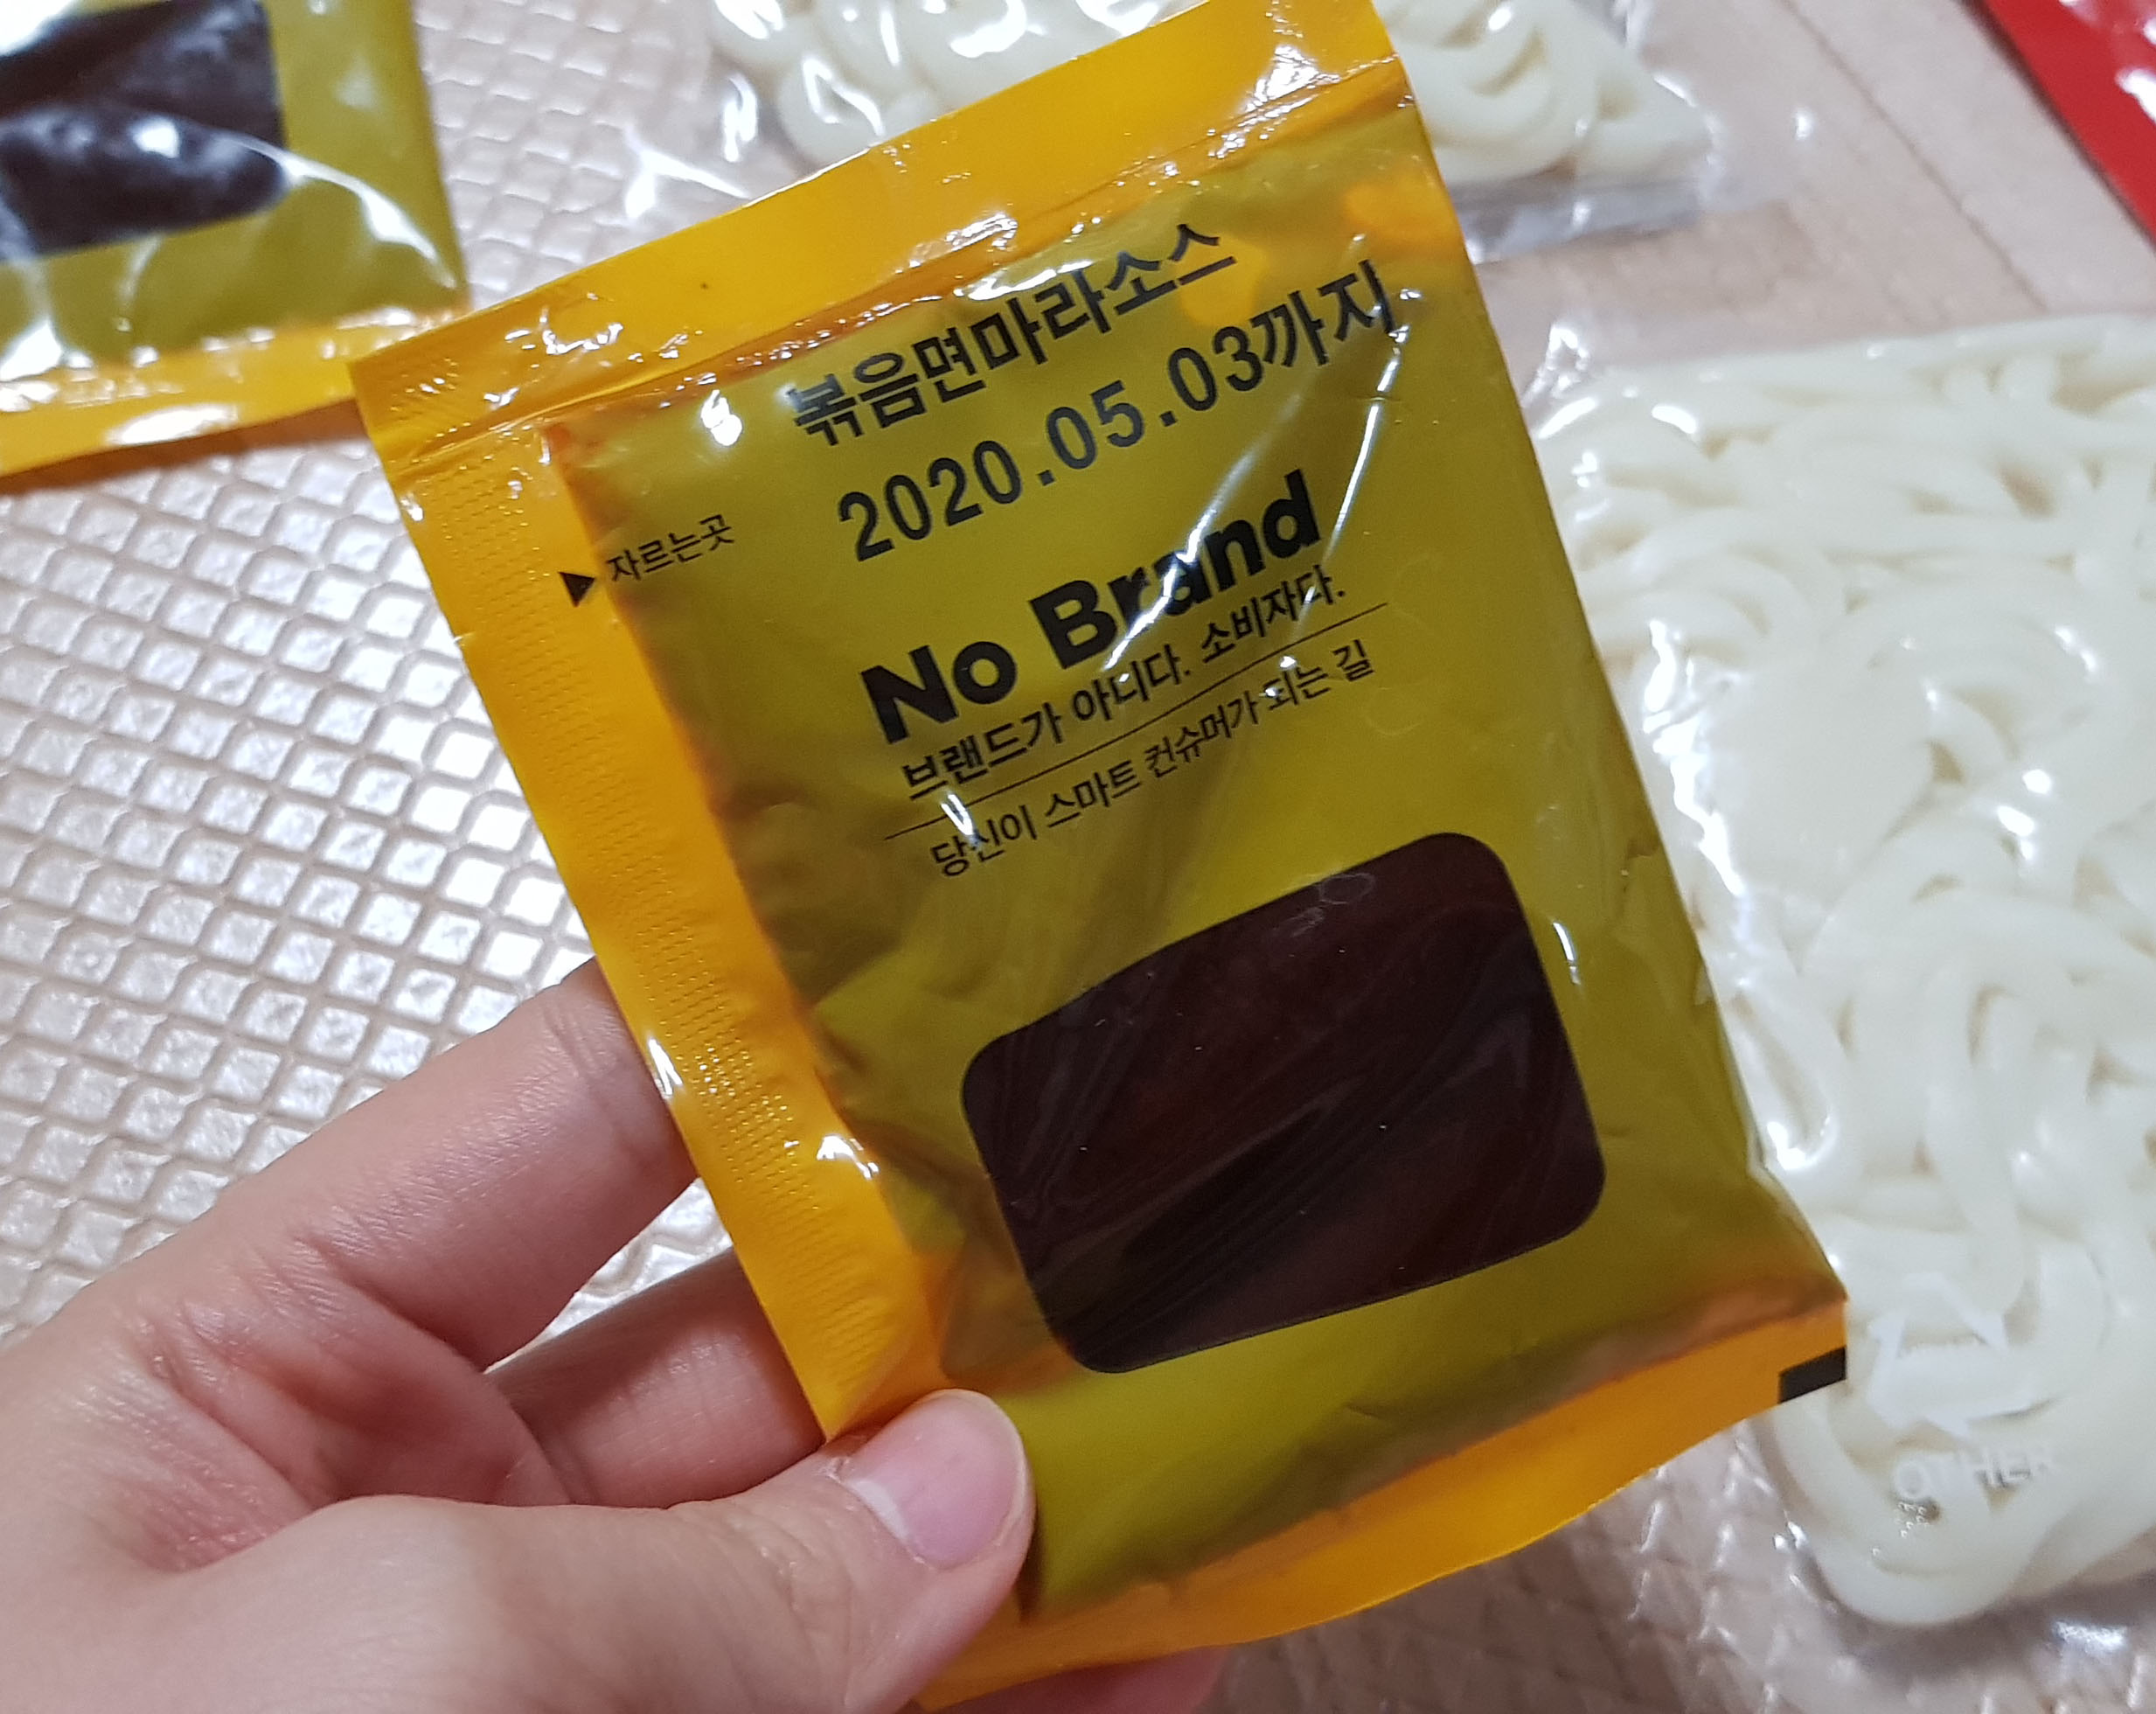 볶음면마라소스
2020.05.03까지
▶ 자르는곳
No Brand
브랜드가 아니다. 소비자다.
당신이 스마트 컨슈머가 되는 길
OTHER